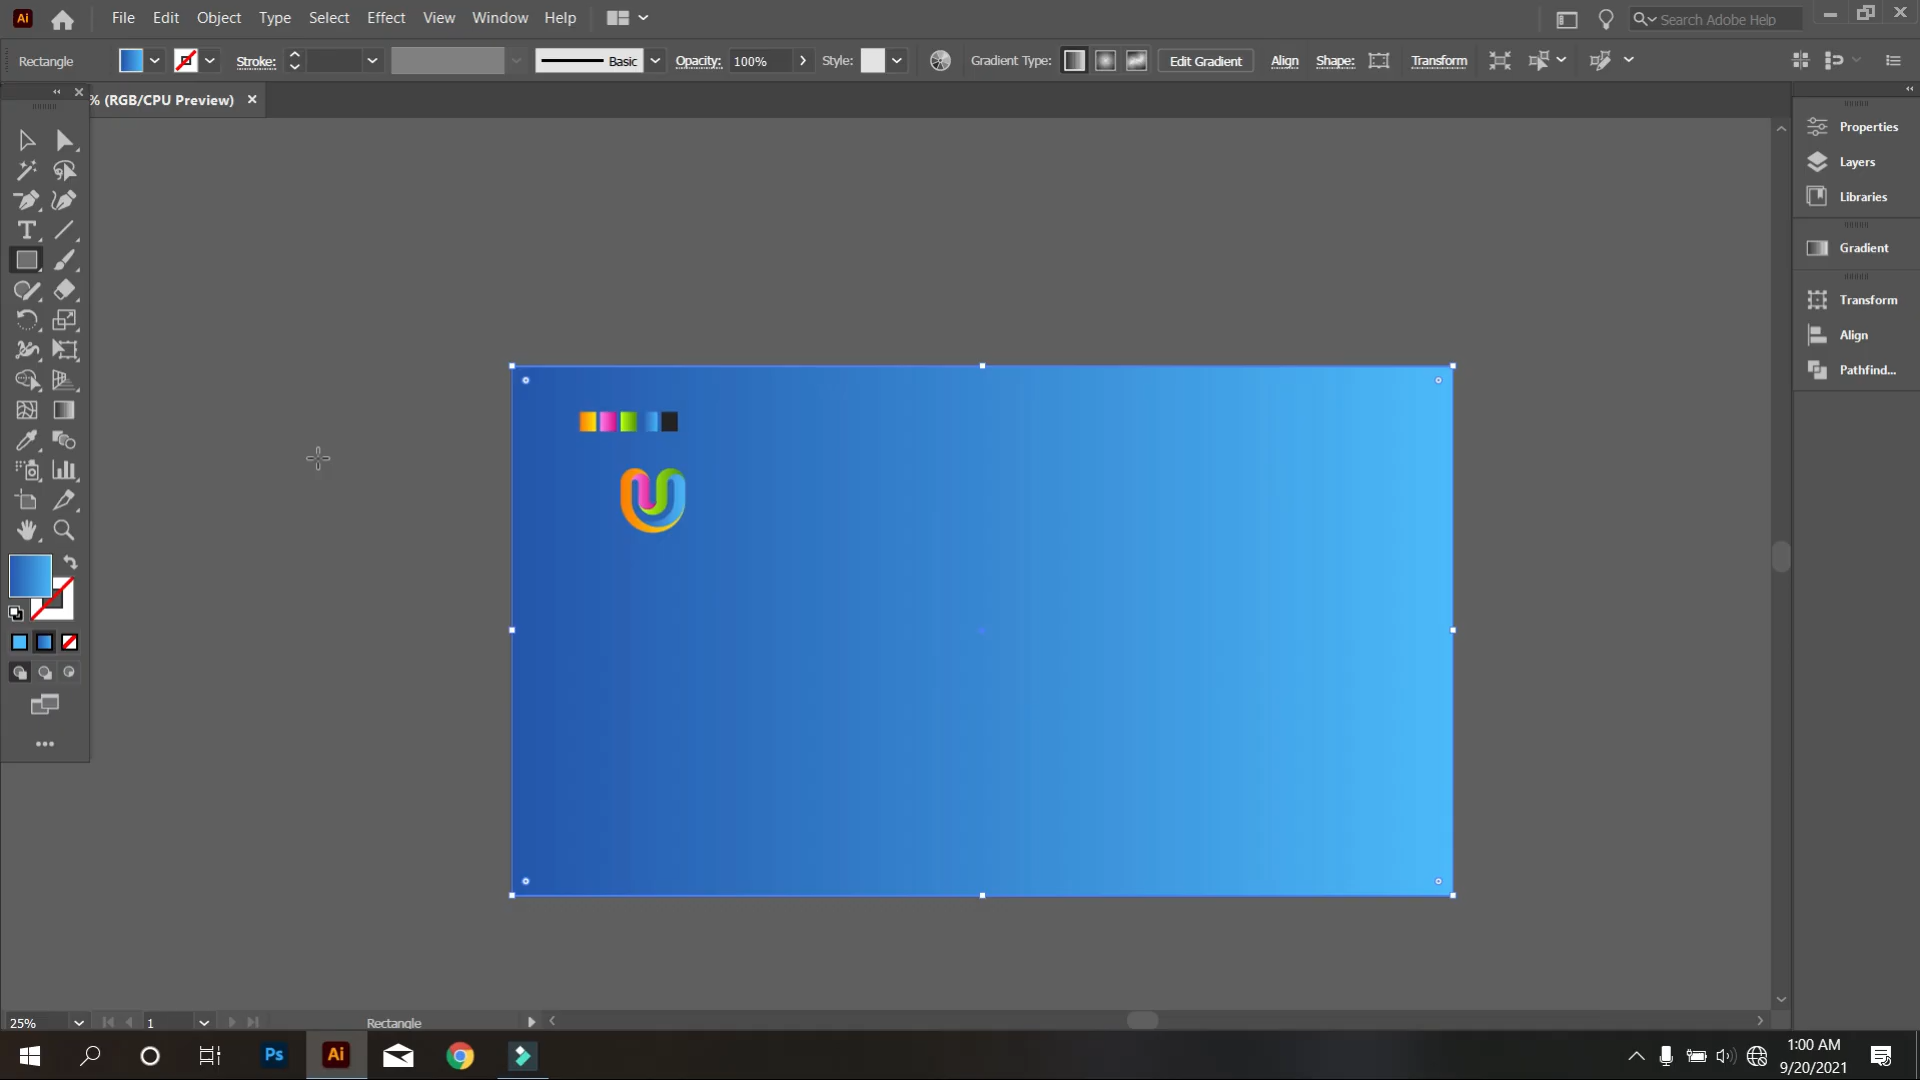 Ai File Edit Object Type Select Effect View Window Help Search Adobe Help
Rectangle Stroke: Basic Opacity: 100% Style: Gradient Type: Edit Gradient Align Shape: Transform
% (RGB/CPU Preview)
Properties
Layers
Libraries
Gradient
Transform
Align
Pathfind...
T
U
25% 1 Rectangle
Ps Ai
1:00 AM
9/20/2021